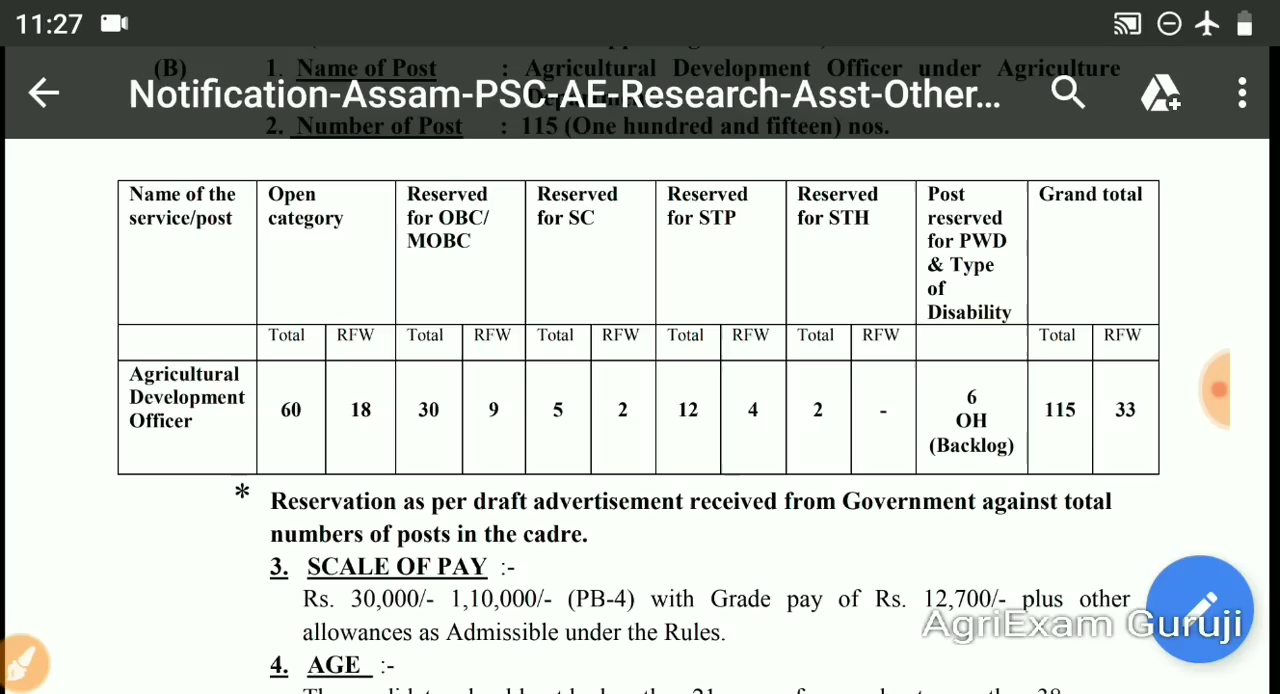 11:27
(B) 1. Name of Post : Agricultural Development Officer under Agriculture
Notification-Assam-PSC-AE-Research-Asst-Other...
2. Number of Post : 115 (One hundred and fifteen) nos.
Name of the service/post
Open category
Reserved for OBC/ MOBC
Reserved for SC
Reserved for STP
Reserved for STH
Post reserved for PWD & Type of Disability
Grand total
Total RFW Total RFW Total RFW Total RFW Total RFW Total RFW
Agricultural Development Officer
60 18 30 9 5 2 12 4 2 - 6 OH (Backlog) 115 33
* Reservation as per draft advertisement received from Government against total
numbers of posts in the cadre.
3. SCALE OF PAY :-
Rs. 30,000/- 1,10,000/- (PB-4) with Grade pay of Rs. 12,700/- plus other
allowances as Admissible under the Rules.
AgriExam Guruji
4. AGE :-